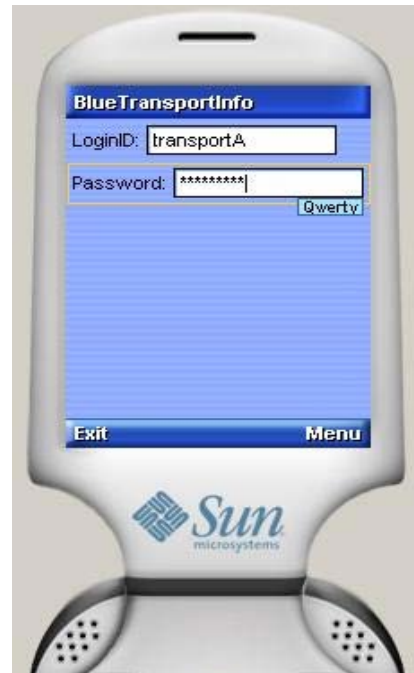 BlueTransportInfo
LoginID: transportA
Password: *********|
Qwerty
Exit Menu
Sun
microsystems